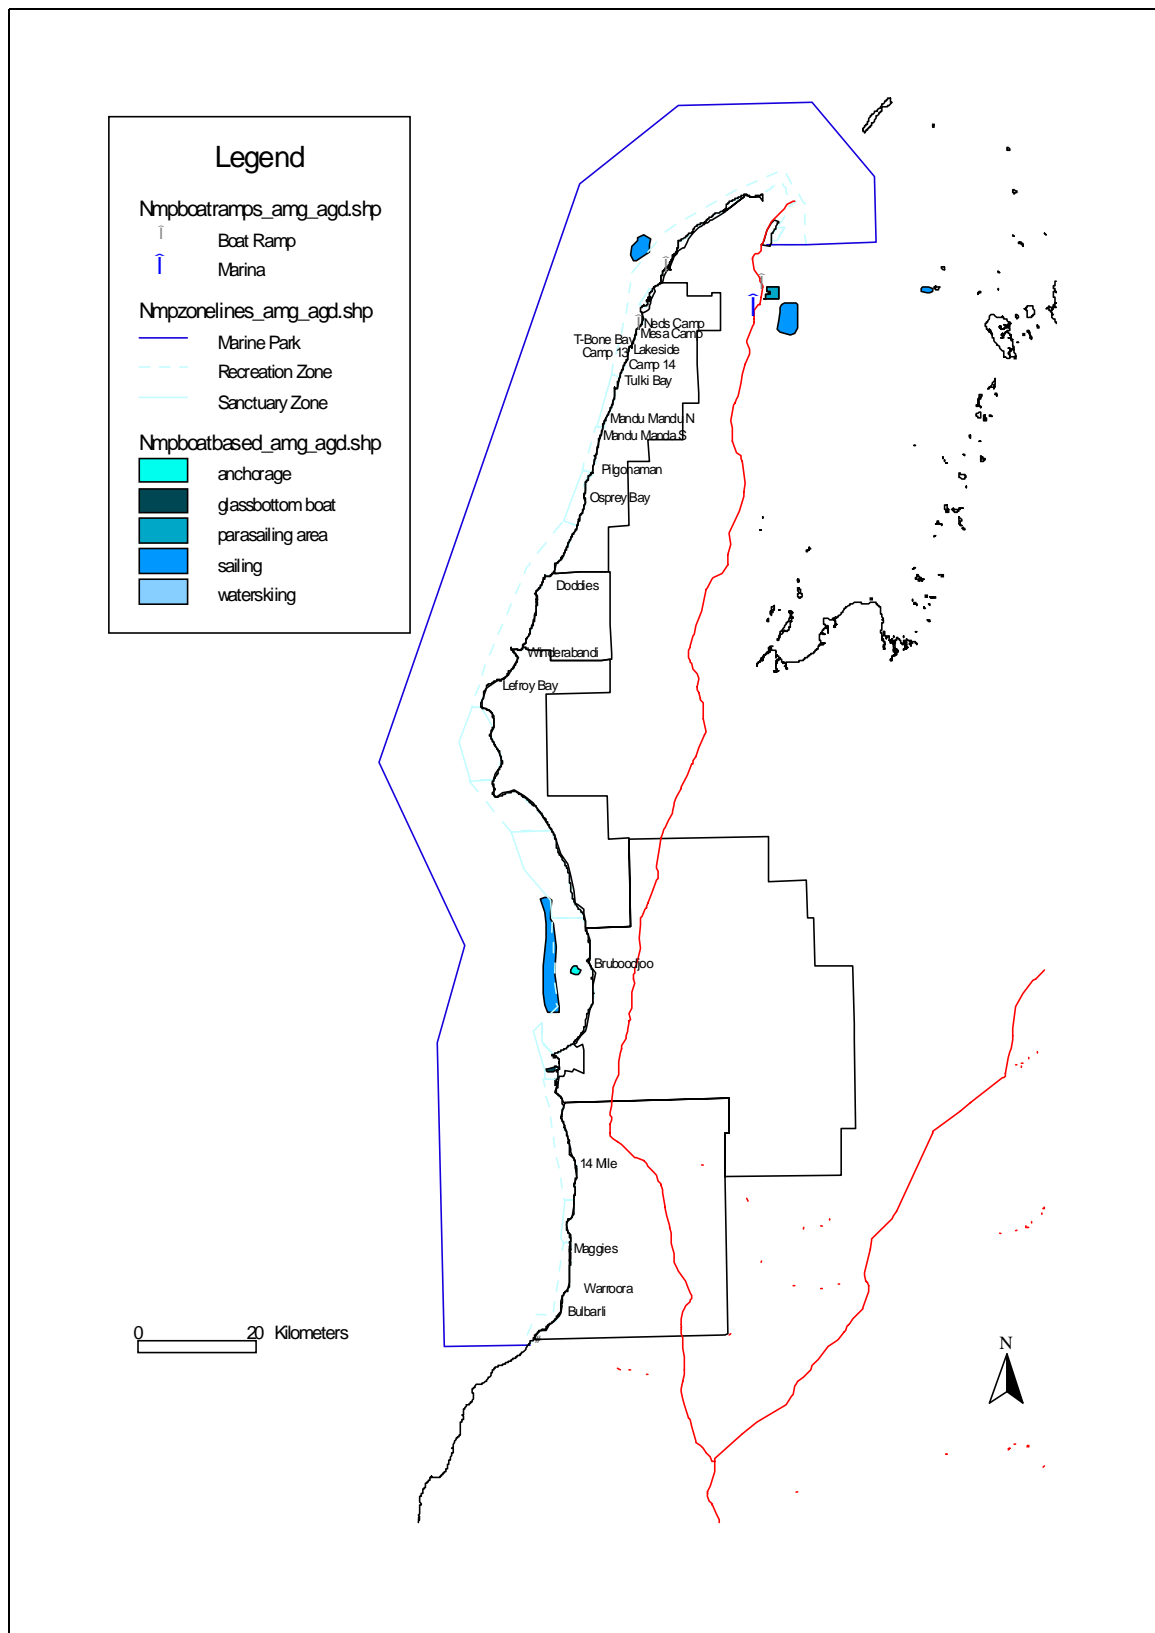 Legend
Nmpboatramps_amg_agd.shp
Boat Ramp
Marina
Nmpzonelines_amg_agd.shp
Marine Park
Recreation Zone
Sanctuary Zone
Nmpboatbased_amg_agd.shp
anchorage
glassbottom boat
parasailing area
sailing
waterskiing
Neds Camp
Mesa Camp
T-Bone Bay
Lakeside
Camp 13
Camp 14
Tulki Bay
Mandu Mandu N
Mandu Manda S
Pilgonaman
Osprey Bay
Doddies
Winderabandi
Lefroy Bay
Bruboodjoo
14 Mile
Maggies
Warroora
Bulbarli
0 20 Kilometers
N